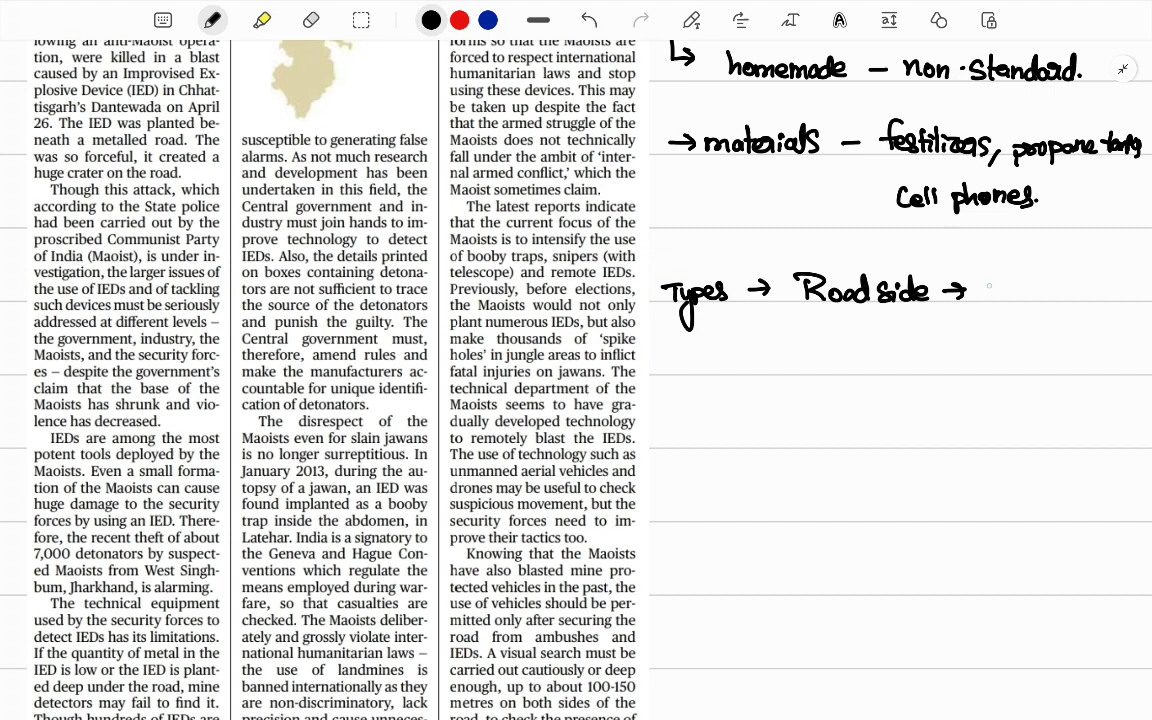 lowing an anti-Maoist opera-
tion, were killed in a blast
caused by an Improvised Ex-
plosive Device (IED) in Chhat-
tisgarh's Dantewada on April
26. The IED was planted be-
neath a metalled road. The
was so forceful, it created a
huge crater on the road.
Though this attack, which
according to the State police
had been carried out by the
proscribed Communist Party
of India (Maoist), is under in-
vestigation, the larger issues of
the use of IEDs and of tackling
such devices must be seriously
addressed at different levels –
the government, industry, the
Maoists, and the security forc-
es – despite the government's
claim that the base of the
Maoists has shrunk and vio-
lence has decreased.
IEDs are among the most
potent tools deployed by the
Maoists. Even a small forma-
tion of the Maoists can cause
huge damage to the security
forces by using an IED. There-
fore, the recent theft of about
7,000 detonators by suspect-
ed Maoists from West Singh-
bum, Jharkhand, is alarming.
The technical equipment
used by the security forces to
detect IEDs has its limitations.
If the quantity of metal in the
IED is low or the IED is plant-
ed deep under the road, mine
detectors may fail to find it.
Though hundreds of IEDs are
susceptible to generating false
alarms. As not much research
and development has been
undertaken in this field, the
Central government and in-
dustry must join hands to im-
prove technology to detect
IEDs. Also, the details printed
on boxes containing detona-
tors are not sufficient to trace
the source of the detonators
and punish the guilty. The
Central government must,
therefore, amend rules and
make the manufacturers ac-
countable for unique identifi-
cation of detonators.
The disrespect of the
Maoists even for slain jawans
is no longer surreptitious. In
January 2013, during the au-
topsy of a jawan, an IED was
found implanted as a booby
trap inside the abdomen, in
Latehar. India is a signatory to
the Geneva and Hague Con-
ventions which regulate the
means employed during war-
fare, so that casualties are
checked. The Maoists deliber-
ately and grossly violate inter-
national humanitarian laws –
the use of landmines is
banned internationally as they
are non-discriminatory, lack
precision and cause unneces-
forms so that the Maoists are
forced to respect international
humanitarian laws and stop
using these devices. This may
be taken up despite the fact
that the armed struggle of the
Maoists does not technically
fall under the ambit of 'inter-
nal armed conflict,' which the
Maoist sometimes claim.
The latest reports indicate
that the current focus of the
Maoists is to intensify the use
of booby traps, snipers (with
telescope) and remote IEDs.
Previously, before elections,
the Maoists would not only
plant numerous IEDs, but also
make thousands of 'spike
holes' in jungle areas to inflict
fatal injuries on jawans. The
technical department of the
Maoists seems to have gra-
dually developed technology
to remotely blast the IEDs.
The use of technology such as
unmanned aerial vehicles and
drones may be useful to check
suspicious movement, but the
security forces need to im-
prove their tactics too.
Knowing that the Maoists
have also blasted mine pro-
tected vehicles in the past, the
use of vehicles should be per-
mitted only after securing the
road from ambushes and
IEDs. A visual search must be
carried out cautiously or deep
enough, up to about 100-150
metres on both sides of the
road, to check the presence of
↳ homemade – non-standard.
→ materials – fertilizers, propane tanks
Cell phones.
Types → Road side →